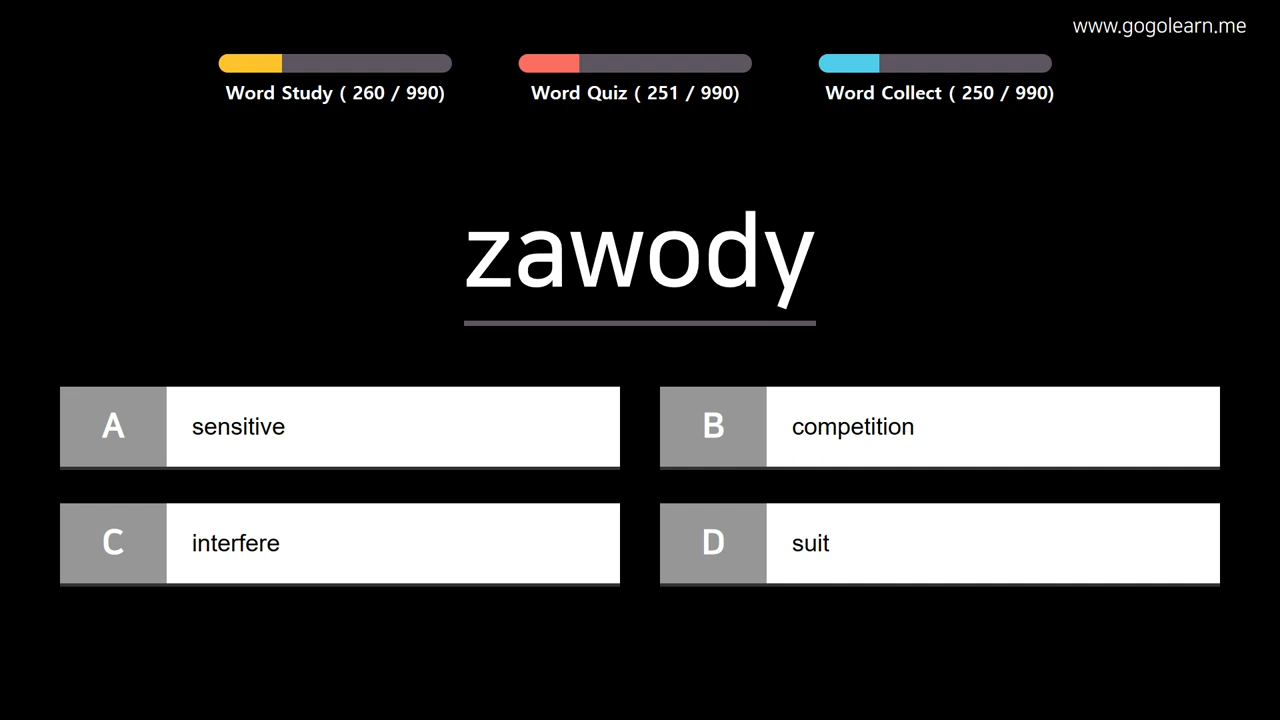 www.gogolearn.me
Word Study ( 260 / 990)
Word Quiz ( 251 / 990)
Word Collect ( 250 / 990)
zawody
A sensitive
B competition
C interfere
D suit